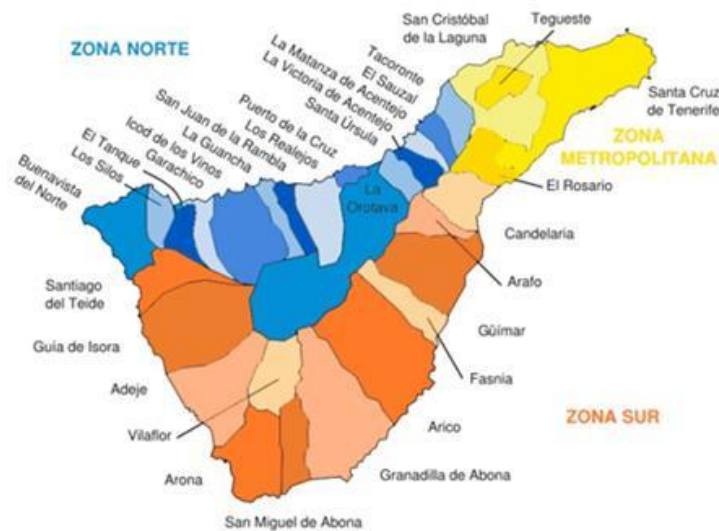 San Cristóbal
de la Laguna
Tegueste
ZONA NORTE
Tacoronte
El Sauzal
La Matanza de Acentejo
La Victoria de Acentejo
Santa Úrsula
Santa Cruz
de Tenerife
ZONA
METROPOLITANA
Puerto de la Cruz
Los Realejos
San Juan de la Rambla
La Guancha
Icod de los Vinos
Garachico
El Tanque
Los Silos
Buenavista
del Norte
El Rosario
La
Orotava
Candelaria
Arafo
Santiago
del Teide
Güímar
Guia de Isora
Fasnia
Adeje
ZONA SUR
Vilaflor
Arico
Arona
Granadilla de Abona
San Miguel de Abona